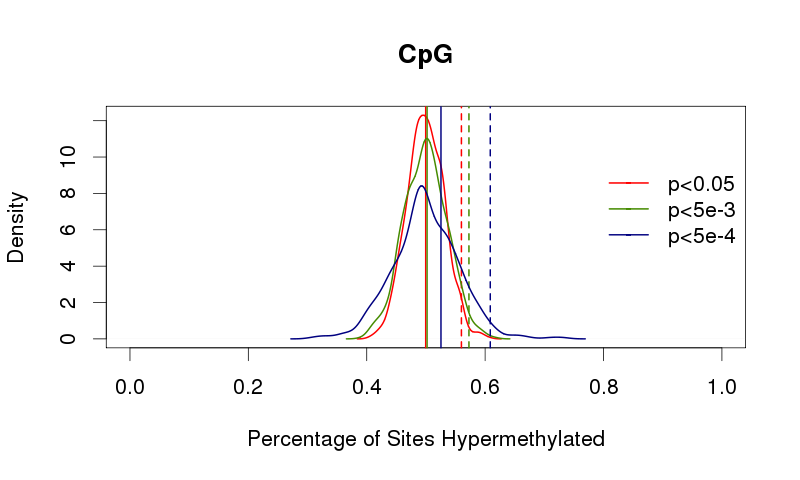 CpG
Density
0 2 4 6 8 10
p<0.05
p<5e-3
p<5e-4
0.0 0.2 0.4 0.6 0.8 1.0
Percentage of Sites Hypermethylated